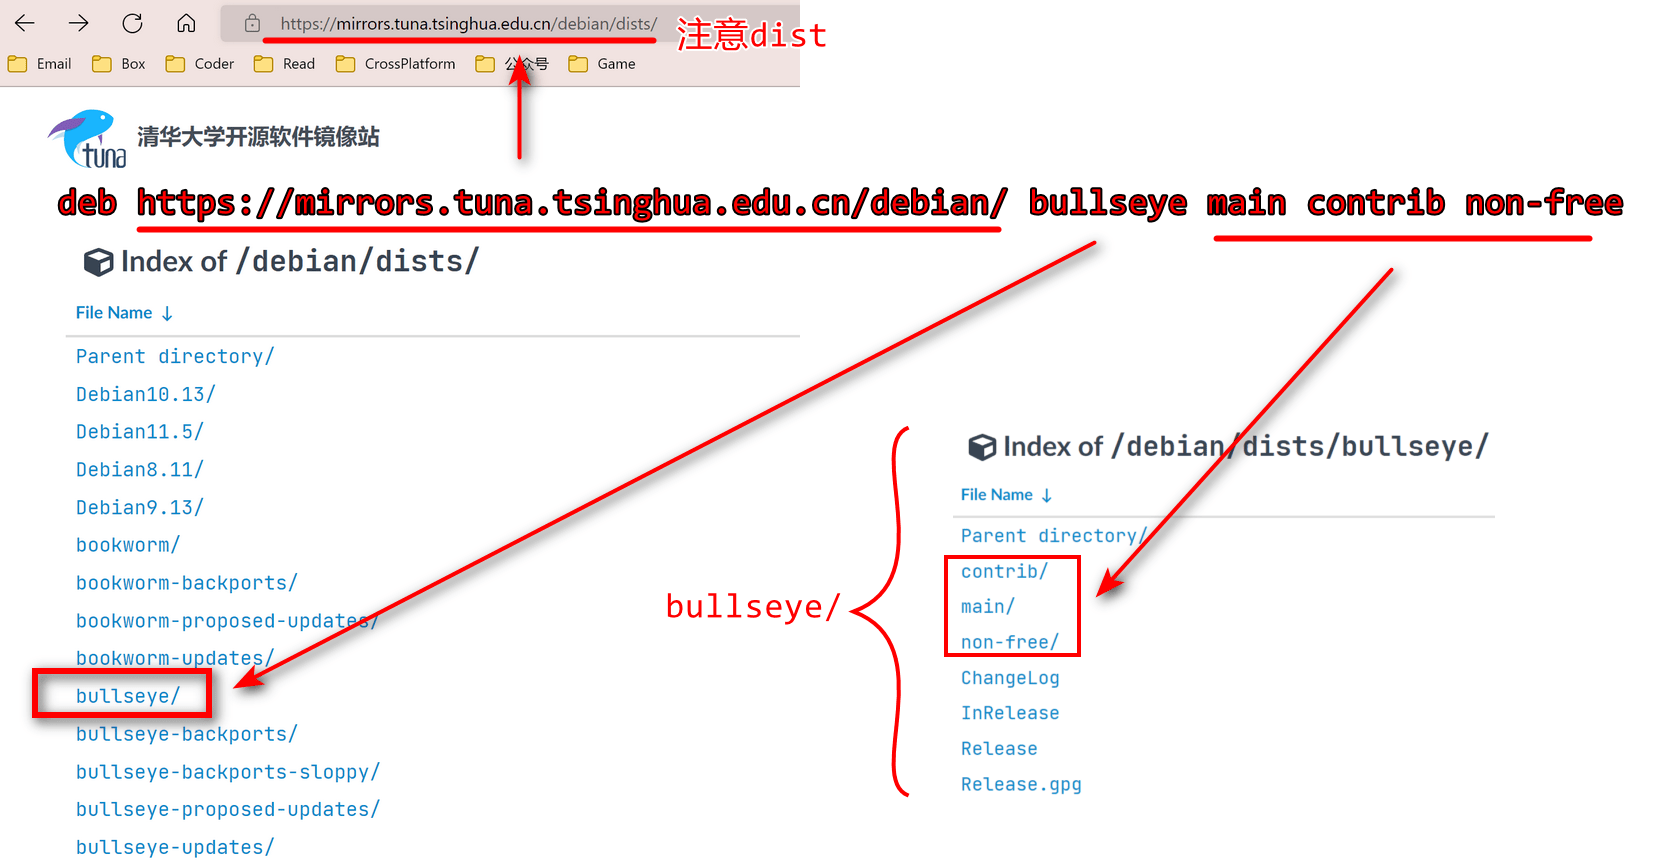 https://mirrors.tuna.tsinghua.edu.cn/debian/dists/
注意dist
Email Box Coder Read CrossPlatform 公众号 Game
tuna
清华大学开源软件镜像站
deb https://mirrors.tuna.tsinghua.edu.cn/debian/ bullseye main contrib non-free
Index of /debian/dists/
File Name ↓
Parent directory/
Debian10.13/
Debian11.5/
Debian8.11/
Debian9.13/
bookworm/
bookworm-backports/
bookworm-proposed-updates/
bookworm-updates/
bullseye/
bullseye-backports/
bullseye-backports-sloppy/
bullseye-proposed-updates/
bullseye-updates/
bullseye/
Index of /debian/dists/bullseye/
File Name ↓
Parent directory/
contrib/
main/
non-free/
ChangeLog
InRelease
Release
Release.gpg